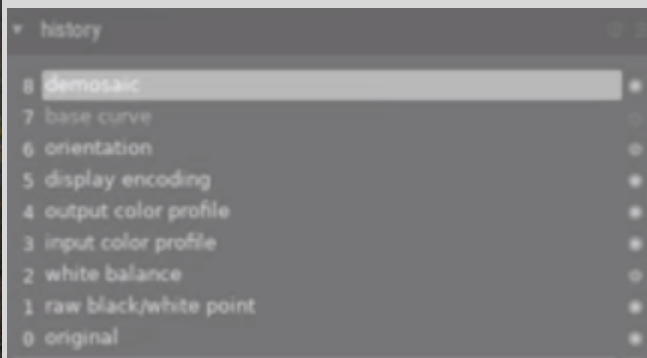 history
8 demosaic
7 base curve
6 orientation
5 display encoding
4 output color profile
3 input color profile
2 white balance
1 raw black/white point
0 original